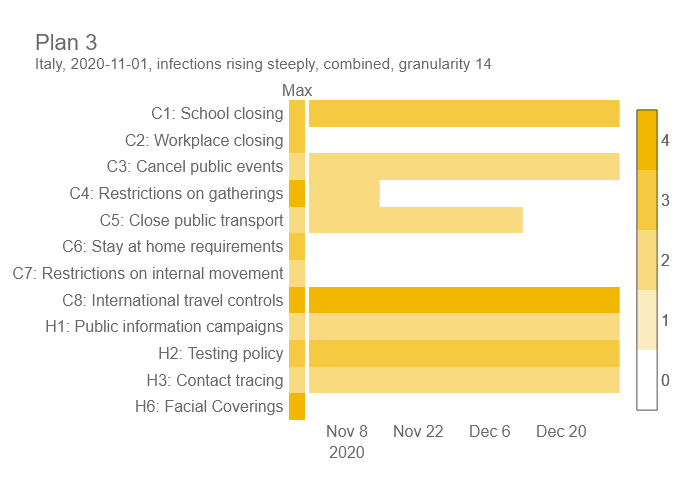 Plan 3
Italy, 2020-11-01, infections rising steeply, combined, granularity 14
Max
C1: School closing
C2: Workplace closing
C3: Cancel public events
C4: Restrictions on gatherings
C5: Close public transport
C6: Stay at home requirements
C7: Restrictions on internal movement
C8: International travel controls
H1: Public information campaigns
H2: Testing policy
H3: Contact tracing
H6: Facial Coverings
Nov 8 Nov 22 Dec 6 Dec 20
2020
4
3
2
1
0